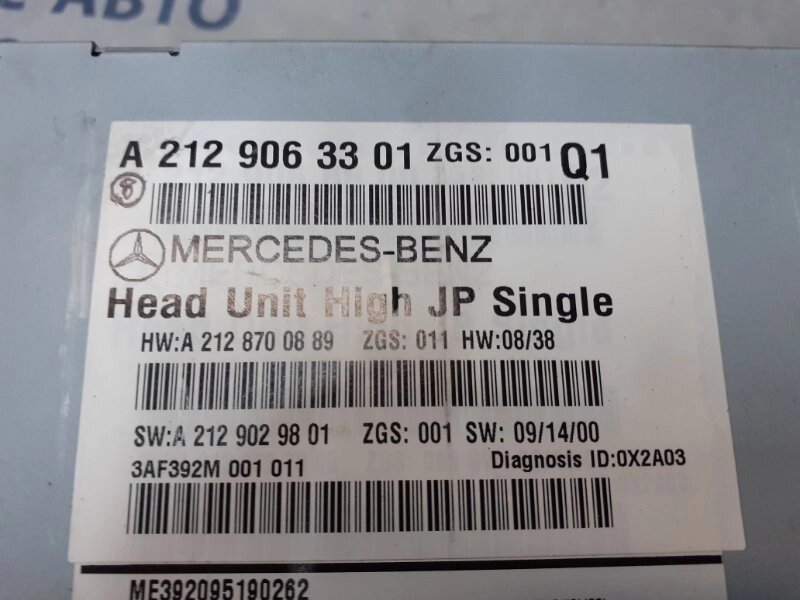 АВТО
A 212 906 33 01 ZGS: 001 Q1
8
MERCEDES-BENZ
Head Unit High JP Single
HW:A 212 870 08 89 ZGS: 011 HW:08/38
SW:A 212 902 98 01 ZGS: 001 SW: 09/14/00
3AF392M 001 011 Diagnosis ID:0X2A03
ME392095190262